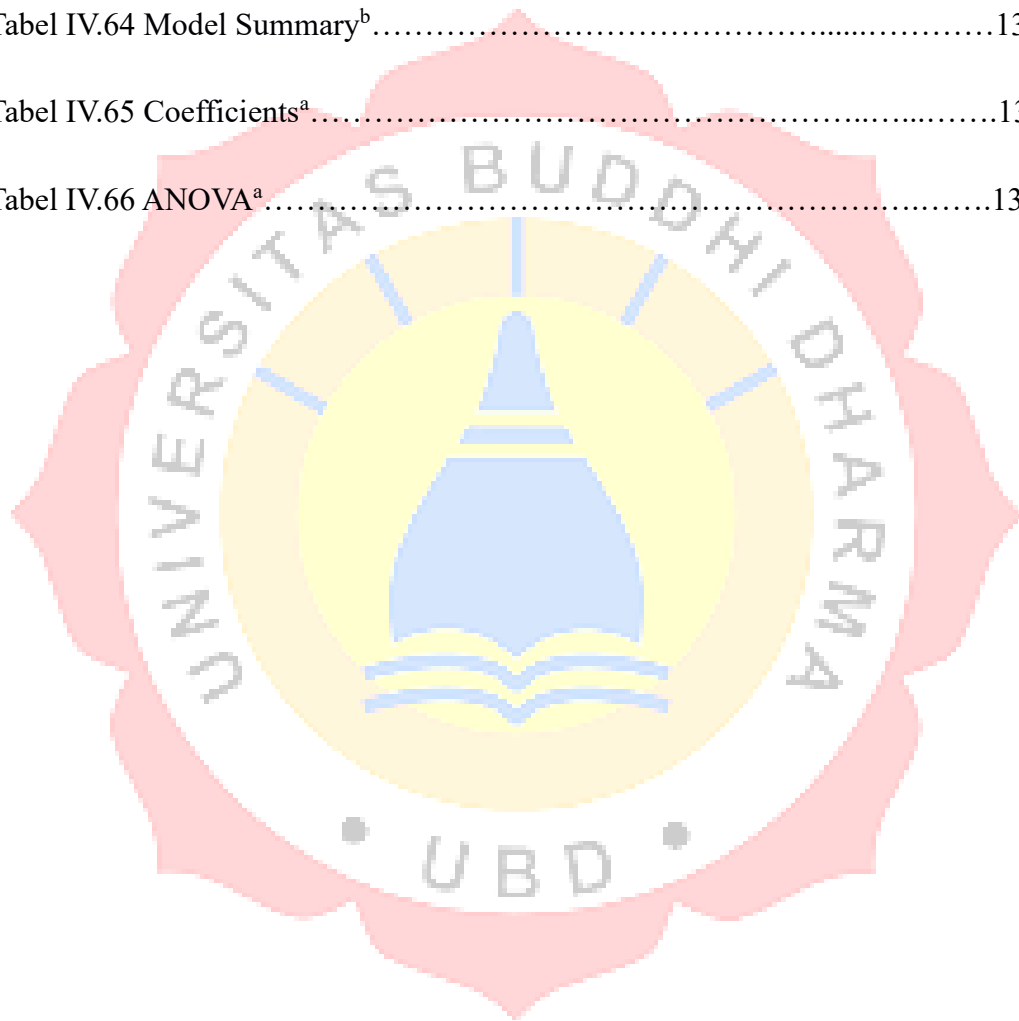 Tabel IV.64 Model Summaryᵇ…………………………………………......…………13
Tabel IV.65 Coefficientsᵃ……………………………………………………..…...…….13
Tabel IV.66 ANOVAᵃ…………………………………………………………….…….13
UNIVERSITAS BUDDHI DHARMA
• UBD •